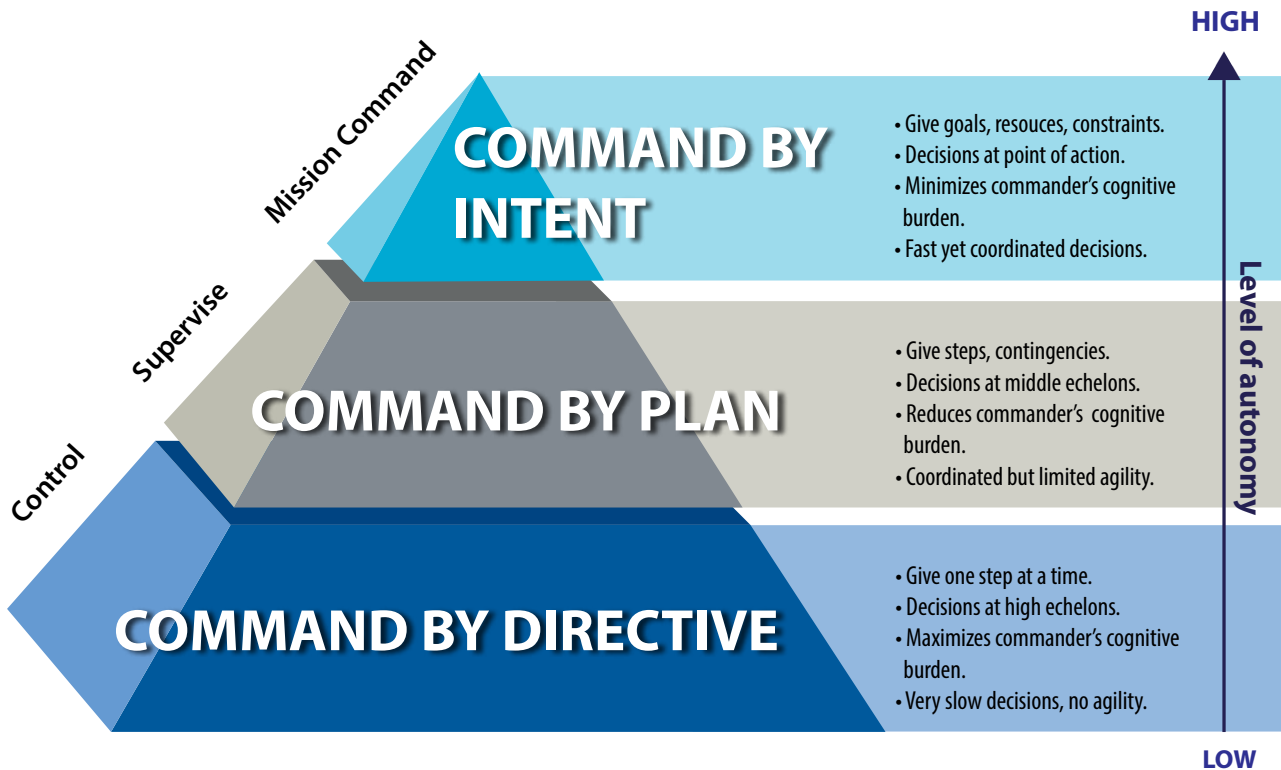 HIGH
Mission Command
COMMAND BY
INTENT
• Give goals, resouces, constraints.
• Decisions at point of action.
• Minimizes commander's cognitive
burden.
• Fast yet coordinated decisions.
Level of autonomy
Supervise
COMMAND BY PLAN
• Give steps, contingencies.
• Decisions at middle echelons.
• Reduces commander's cognitive
burden.
• Coordinated but limited agility.
Control
COMMAND BY DIRECTIVE
• Give one step at a time.
• Decisions at high echelons.
• Maximizes commander's cognitive
burden.
• Very slow decisions, no agility.
LOW